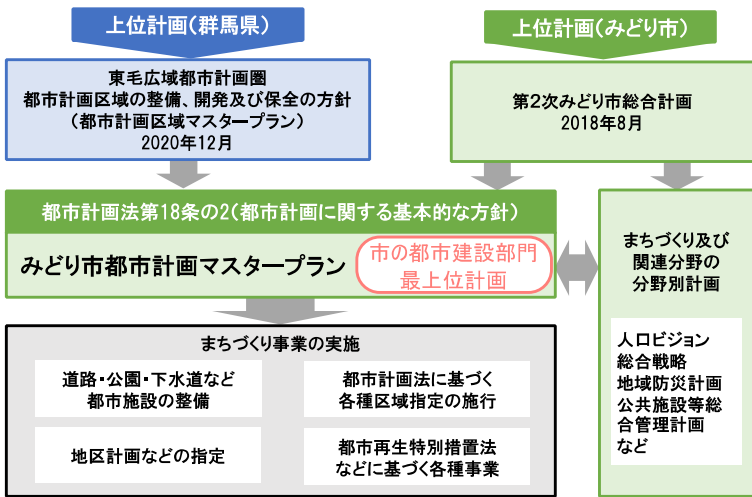 上位計画(群馬県)
上位計画(みどり市)
東毛広域都市計画圏
都市計画区域の整備、開発及び保全の方針
(都市計画区域マスタープラン)
2020年12月
第2次みどり市総合計画
2018年8月
都市計画法第18条の2(都市計画に関する基本的な方針)
みどり市都市計画マスタープラン
市の都市建設部門
最上位計画
まちづくり及び
関連分野の
分野別計画
人口ビジョン
総合戦略
地域防災計画
公共施設等総
合管理計画
など
まちづくり事業の実施
道路・公園・下水道など
都市施設の整備
都市計画法に基づく
各種区域指定の施行
地区計画などの指定
都市再生特別措置法
などに基づく各種事業